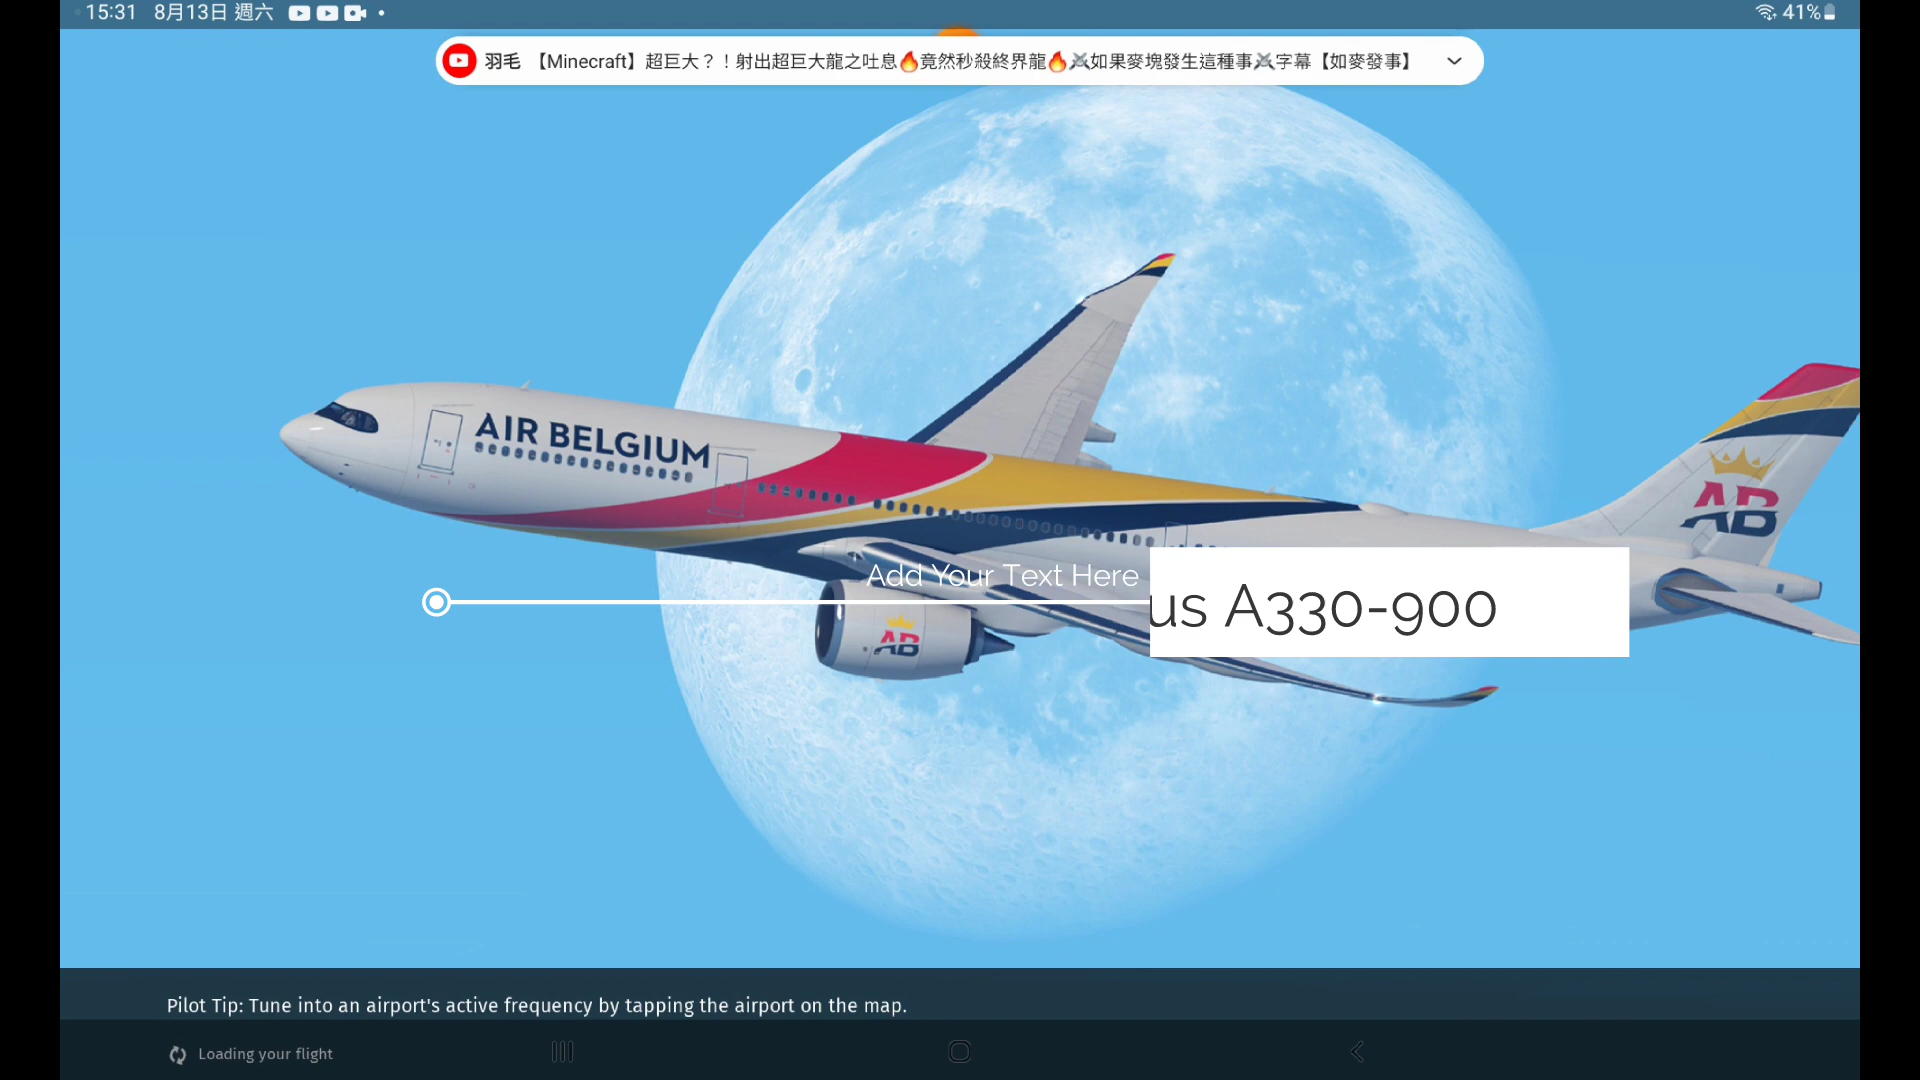 15:31 8月13日 週六
41%
羽毛 【Minecraft】超巨大？！射出超巨大龍之吐息🔥竟然秒殺終界龍🔥⚔️如果麥塊發生這種事⚔️字幕【如麥發事】
AIR BELGIUM
AB
Add Your Text Here
us A330-900
AB
Pilot Tip: Tune into an airport's active frequency by tapping the airport on the map.
Loading your flight